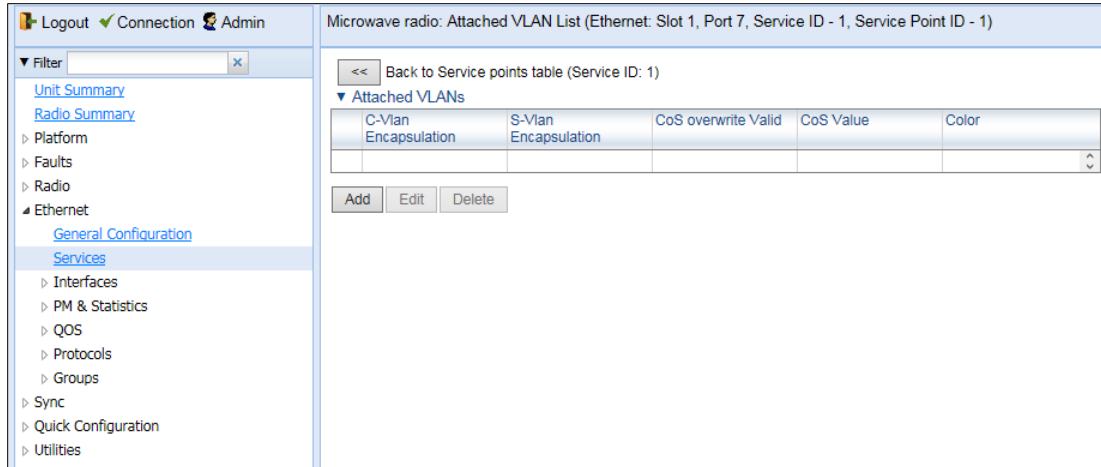 Logout Connection Admin
Microwave radio: Attached VLAN List (Ethernet: Slot 1, Port 7, Service ID - 1, Service Point ID - 1)
Filter
Unit Summary
Radio Summary
Platform
Faults
Radio
Ethernet
General Configuration
Services
Interfaces
PM & Statistics
QOS
Protocols
Groups
Sync
Quick Configuration
Utilities
<< Back to Service points table (Service ID: 1)
Attached VLANs
C-Vlan Encapsulation S-Vlan Encapsulation CoS overwrite Valid CoS Value Color
Add Edit Delete